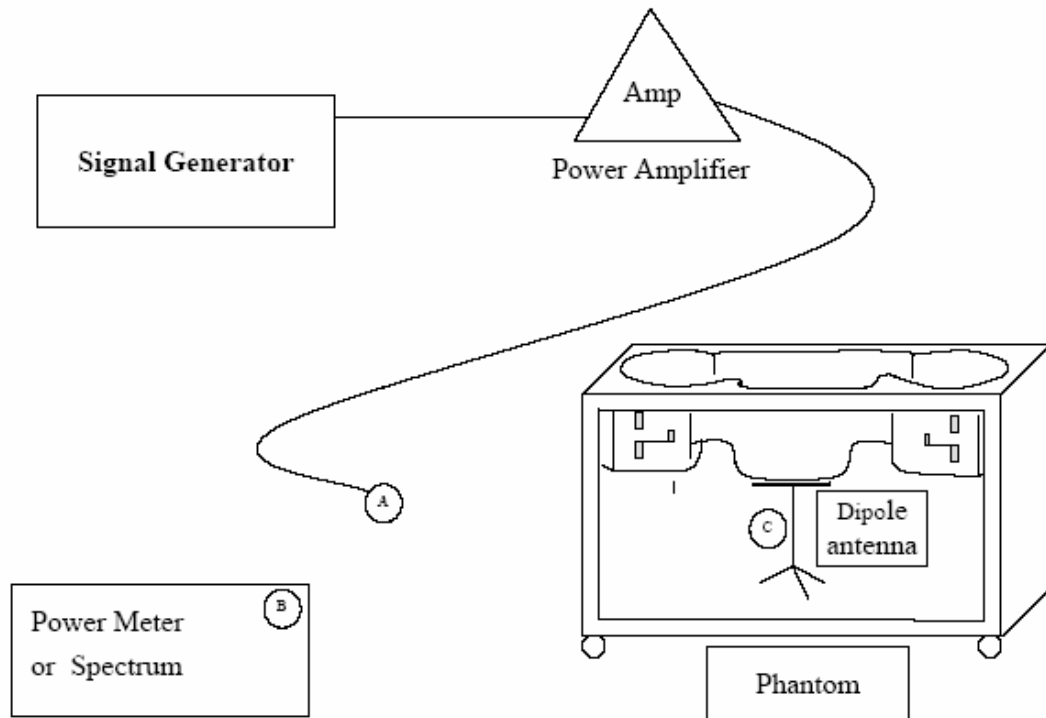 Amp
Signal Generator
Power Amplifier
A
C
Dipole
antenna
B
Power Meter
or Spectrum
Phantom